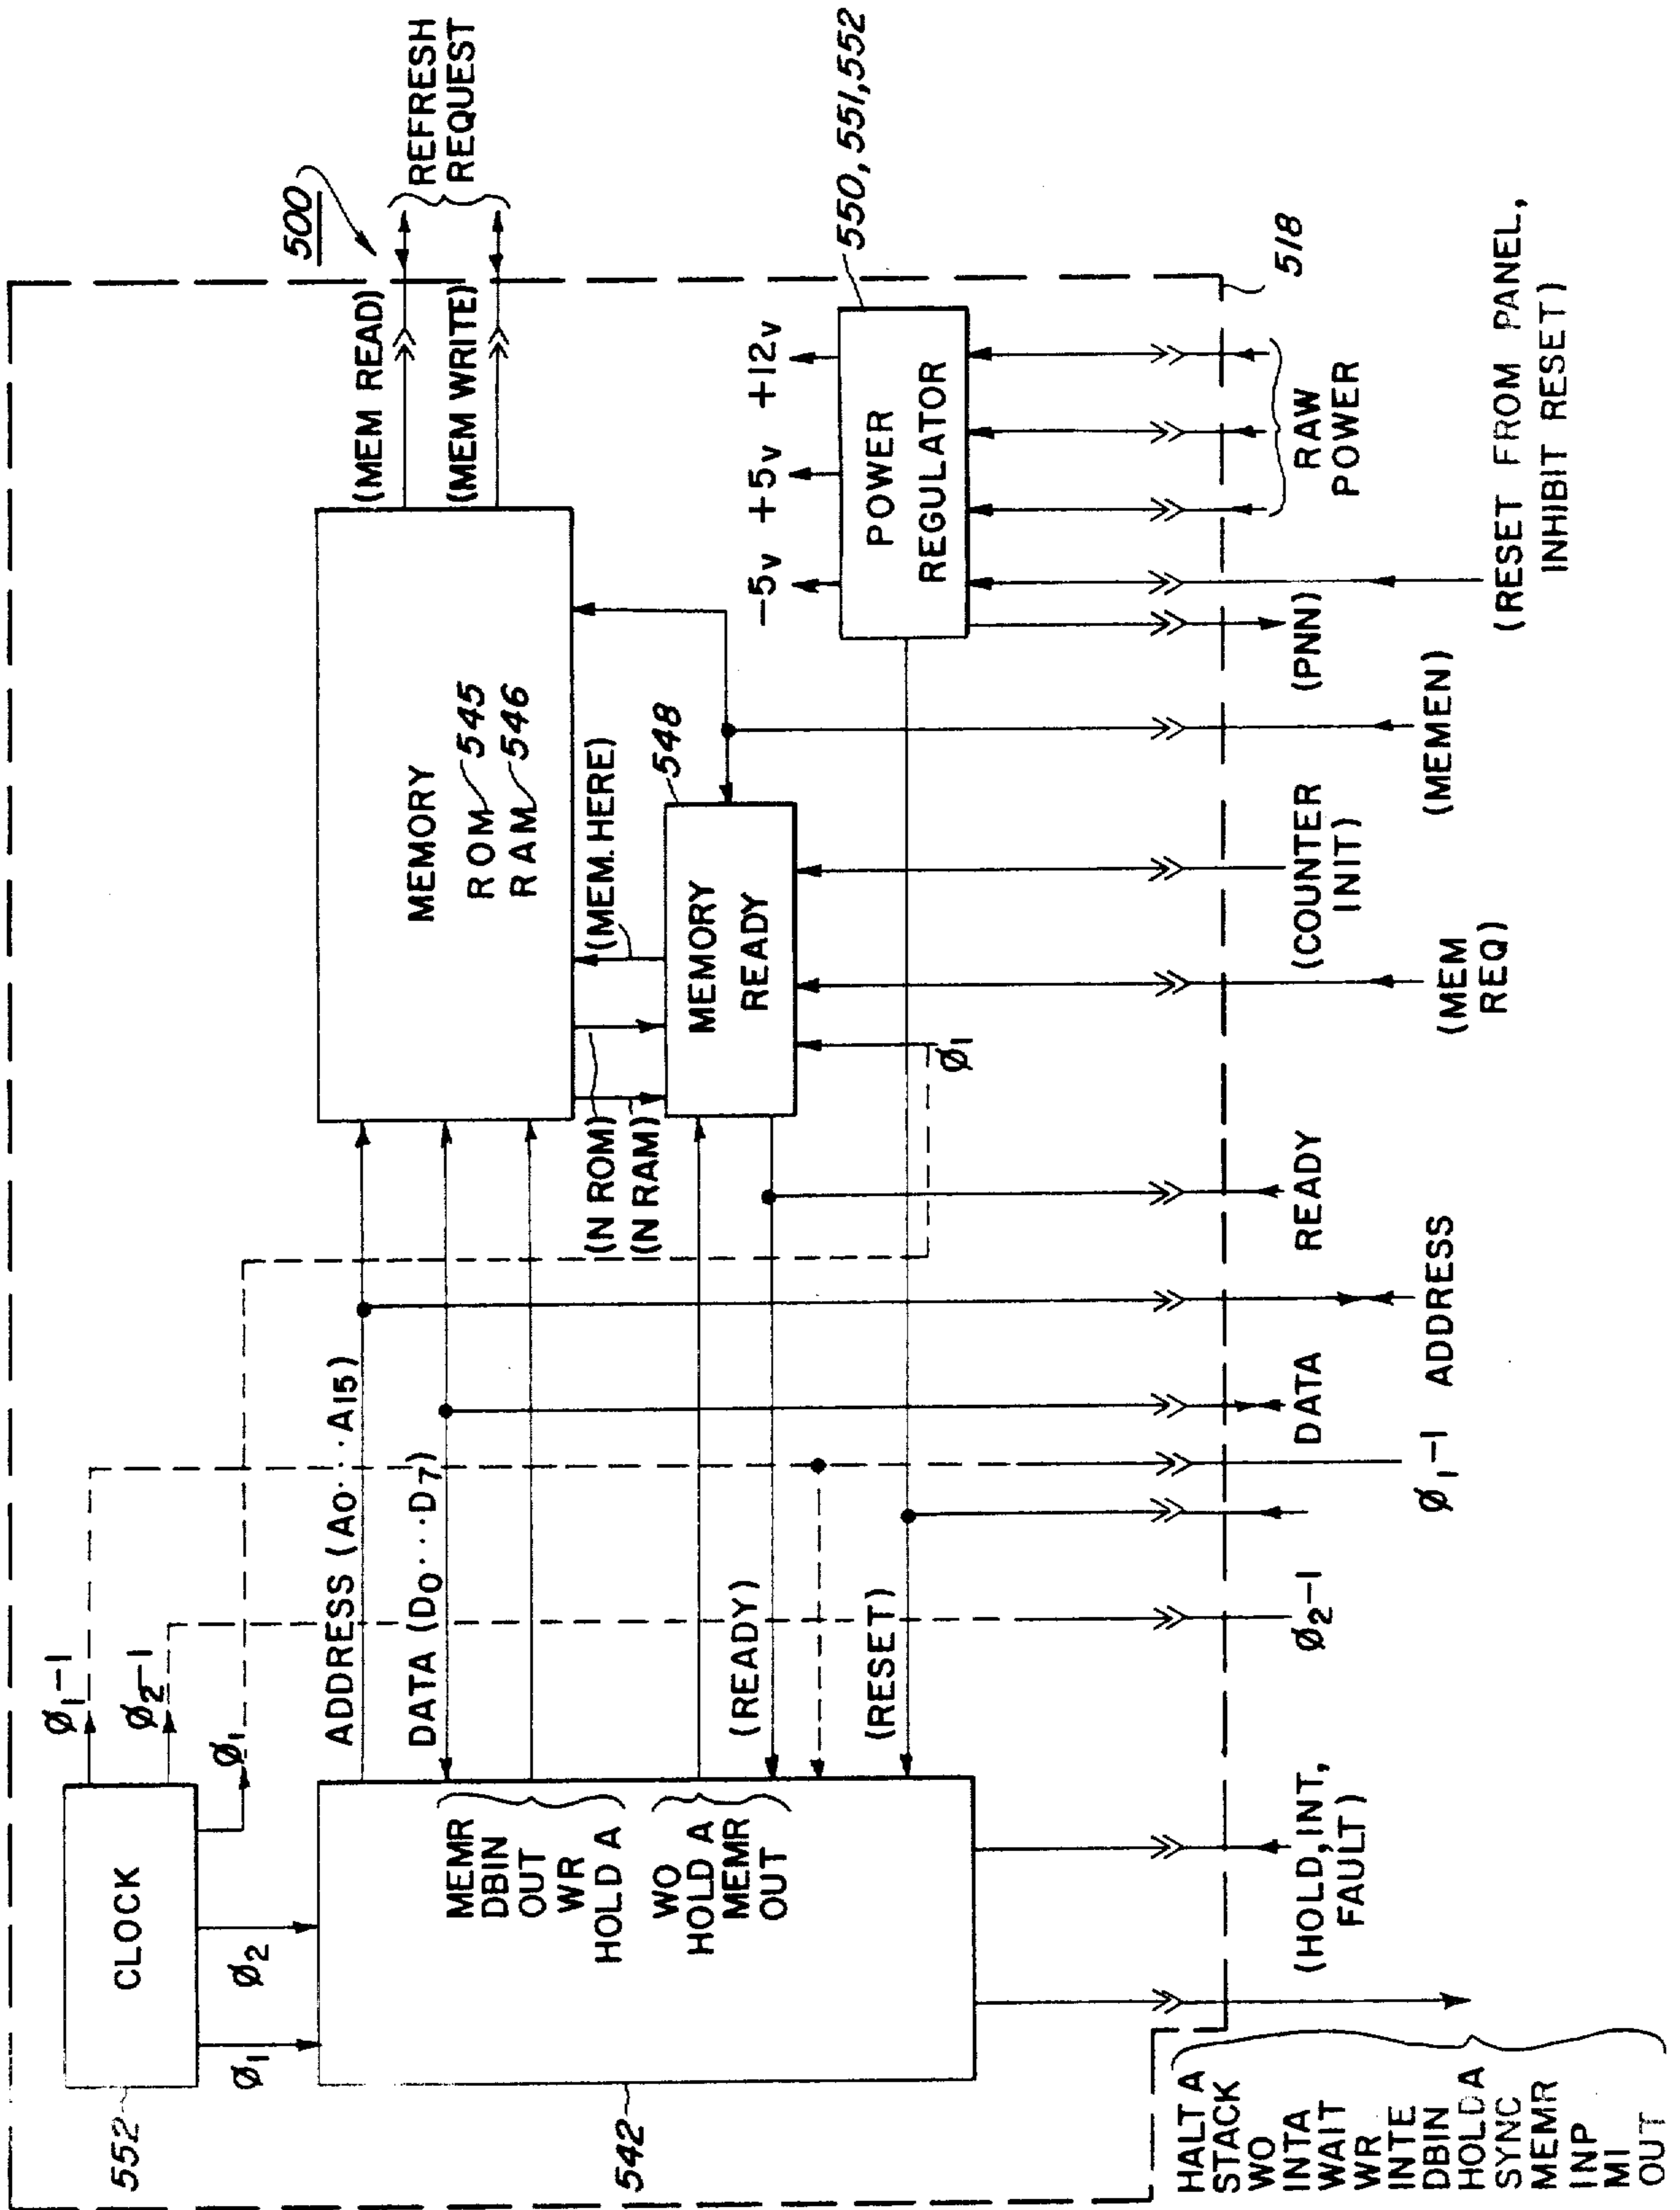 500
REFRESH
REQUEST
(MEM READ)
(MEM WRITE)
552
CLOCK
Ø1
Ø2
Ø1-1
Ø2-1
Ø1
ADDRESS (A0··A15)
DATA (D0···D7)
542
MEMR
DBIN
OUT
WR
HOLD A
WO
HOLD A
MEMR
OUT
(READY)
(RESET)
MEMORY
ROM 545
RAM 546
(MEM. HERE)
(N ROM)
(N RAM)
548
MEMORY
READY
Ø1
-5v +5v +12v
550, 551, 552
POWER
REGULATOR
518
HALT A
STACK
WO
INTA
WAIT
WR
INTE
DBIN
HOLD A
SYNC
MEMR
INP
MI
OUT
(HOLD, INT,
FAULT)
Ø2-1
Ø1-1
DATA
ADDRESS
READY
(MEM
REQ)
(COUNTER
INIT)
(MEMEN)
(PNN)
RAW
POWER
(RESET FROM PANEL,
INHIBIT RESET)